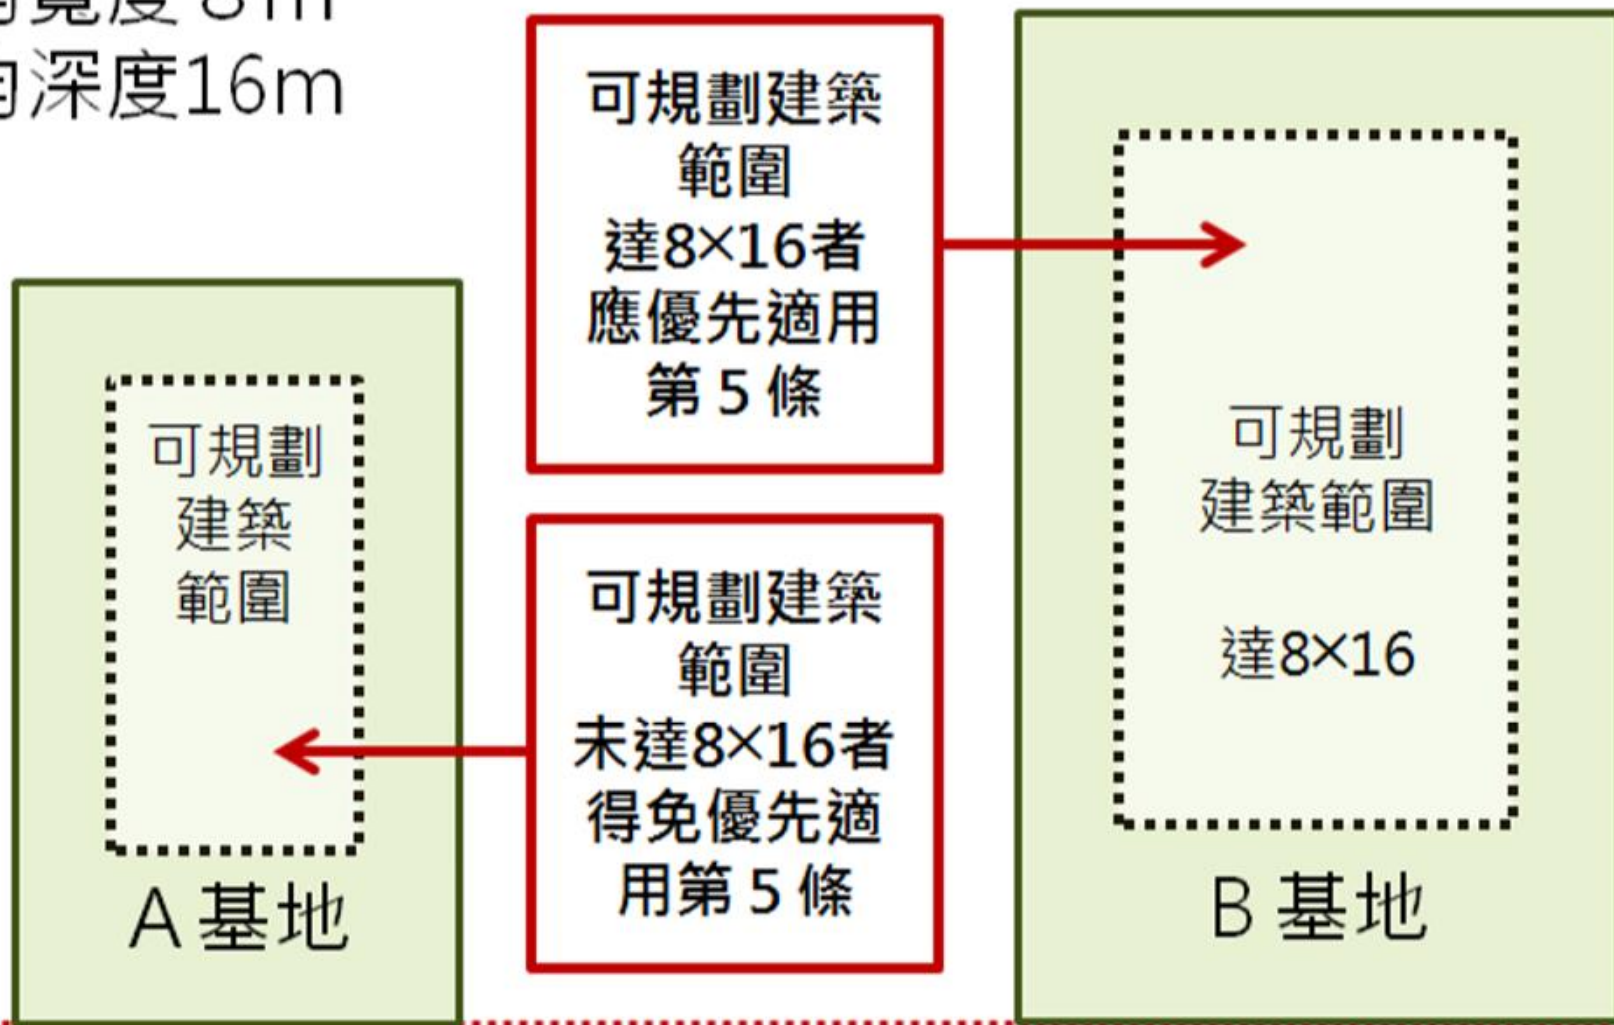 寬度 8m
深度16m
可規劃建築
範圍
達8×16者
應優先適用
第 5 條
可規劃
建築
範圍
A 基地
可規劃建築
範圍
未達8×16者
得免優先適
用第 5 條
可規劃
建築範圍
達8×16
B 基地